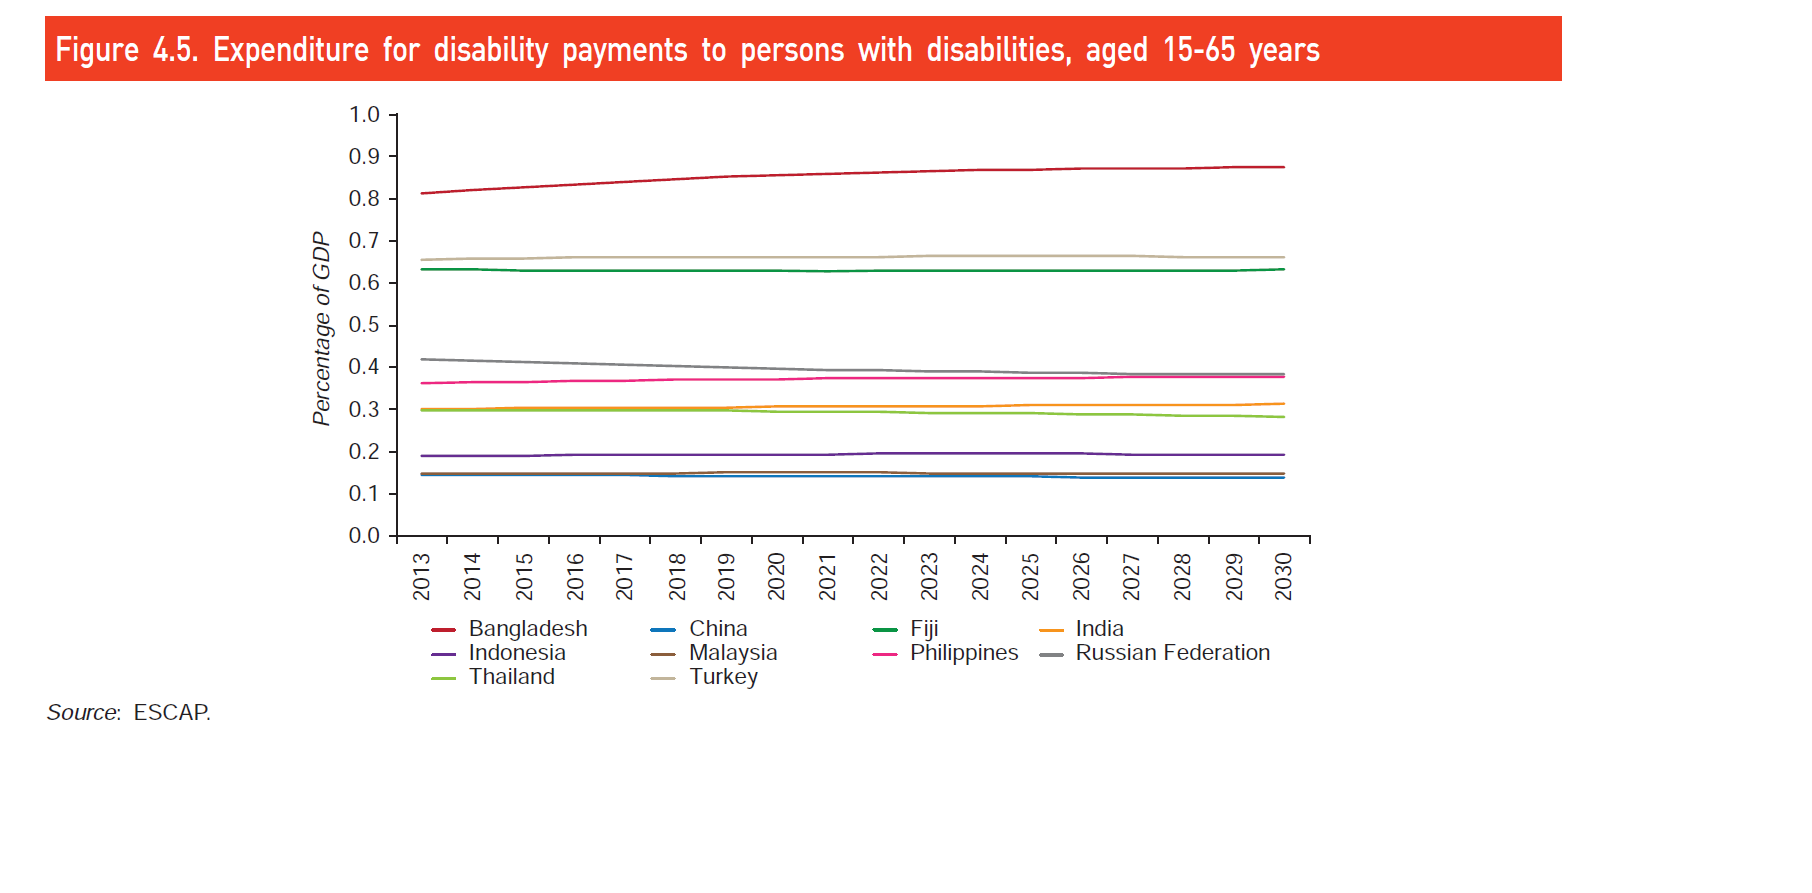 Figure 4.5. Expenditure for disability payments to persons with disabilities, aged 15-65 years
1.0
0.9
0.8
0.7
0.6
0.5
0.4
0.3
0.2
0.1
0.0
Percentage of GDP
2013 2014 2015 2016 2017 2018 2019 2020 2021 2022 2023 2024 2025 2026 2027 2028 2029 2030
Bangladesh China Fiji India
Indonesia Malaysia Philippines Russian Federation
Thailand Turkey
Source: ESCAP.